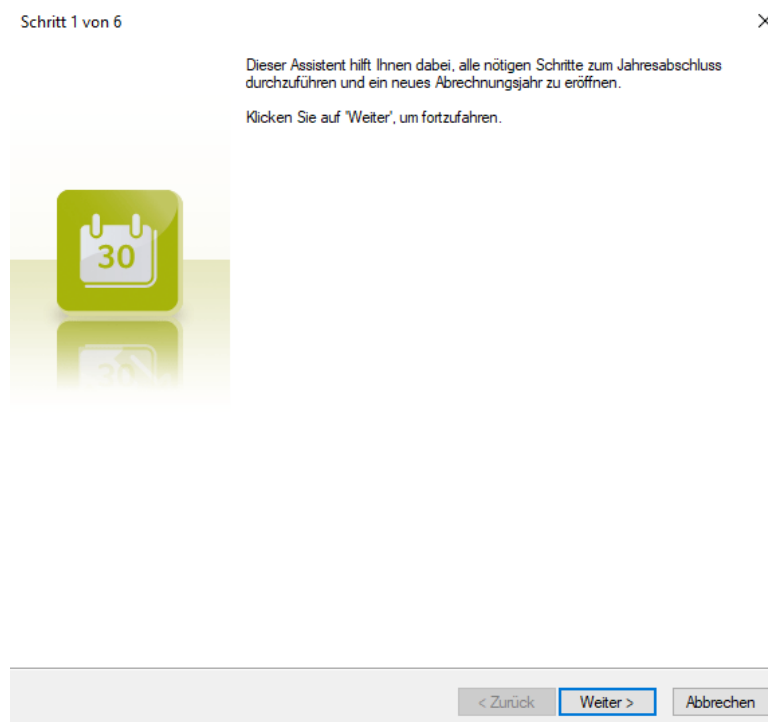 Schritt 1 von 6
Dieser Assistent hilft Ihnen dabei, alle nötigen Schritte zum Jahresabschluss
durchzuführen und ein neues Abrechnungsjahr zu eröffnen.
Klicken Sie auf 'Weiter', um fortzufahren.
30
< Zurück
Weiter >
Abbrechen